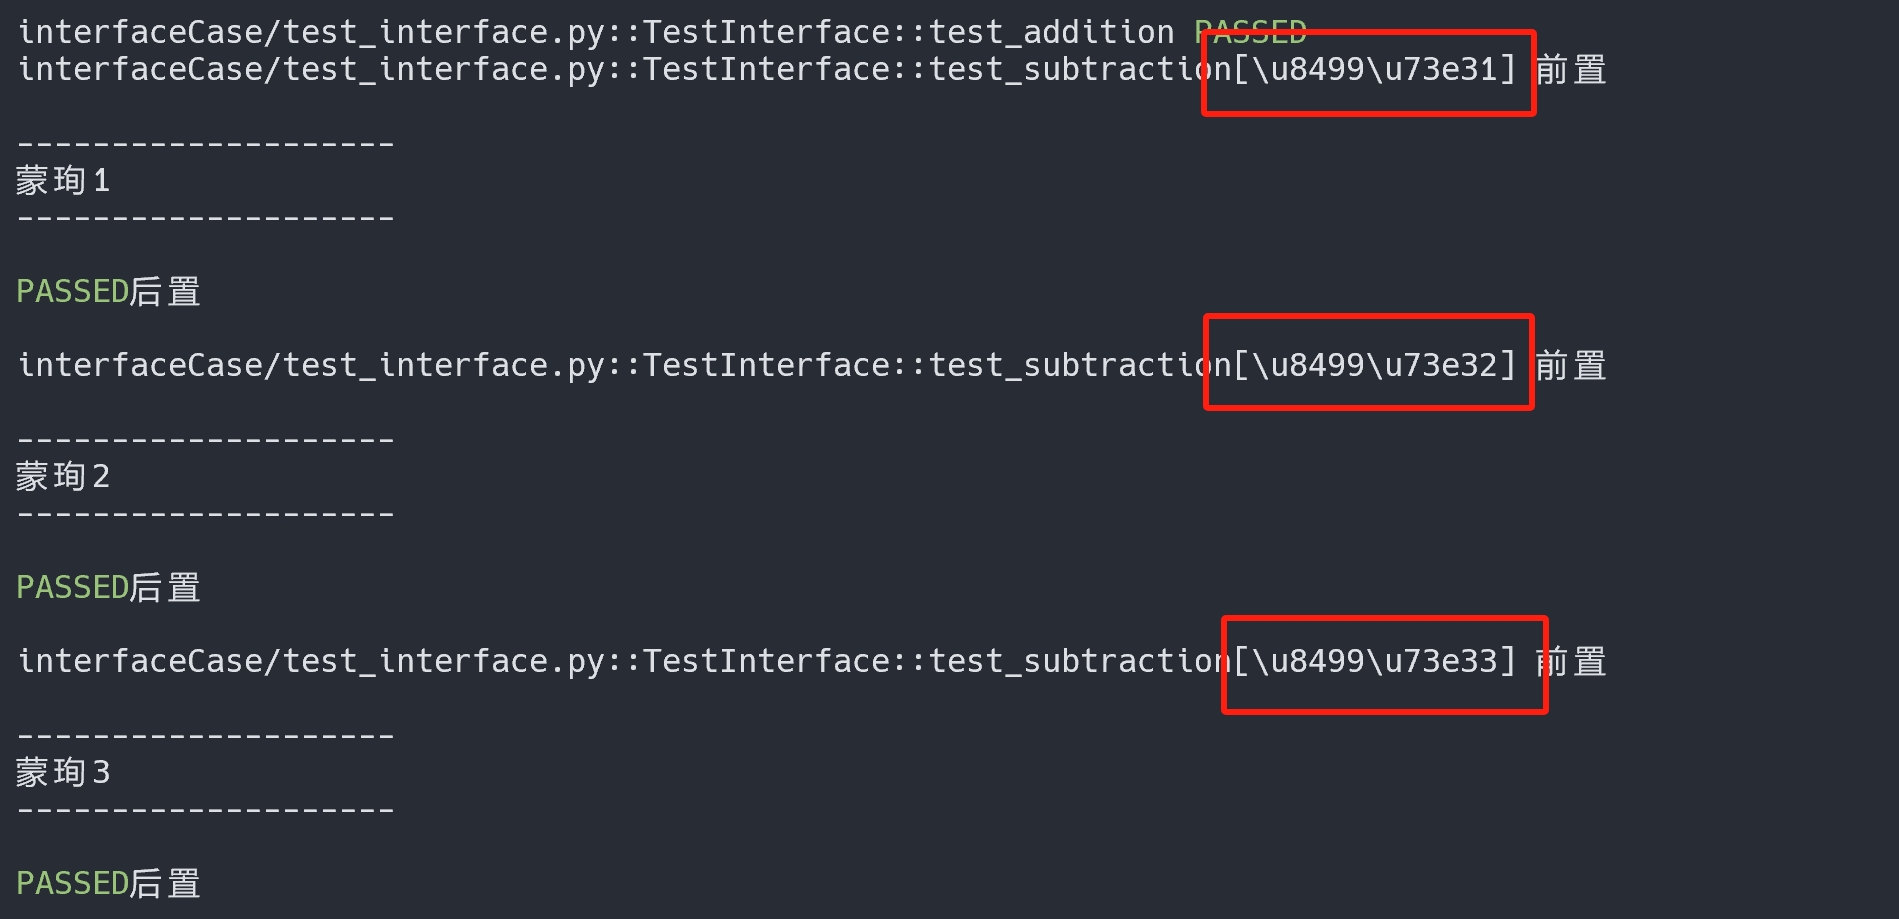 interfaceCase/test_interface.py::TestInterface::test_addition PASSED
interfaceCase/test_interface.py::TestInterface::test_subtraction[\u8499\u73e31] 前置
--------------------
蒙珣1
--------------------
PASSED后置
interfaceCase/test_interface.py::TestInterface::test_subtraction[\u8499\u73e32] 前置
--------------------
蒙珣2
--------------------
PASSED后置
interfaceCase/test_interface.py::TestInterface::test_subtraction[\u8499\u73e33] 前置
--------------------
蒙珣3
--------------------
PASSED后置